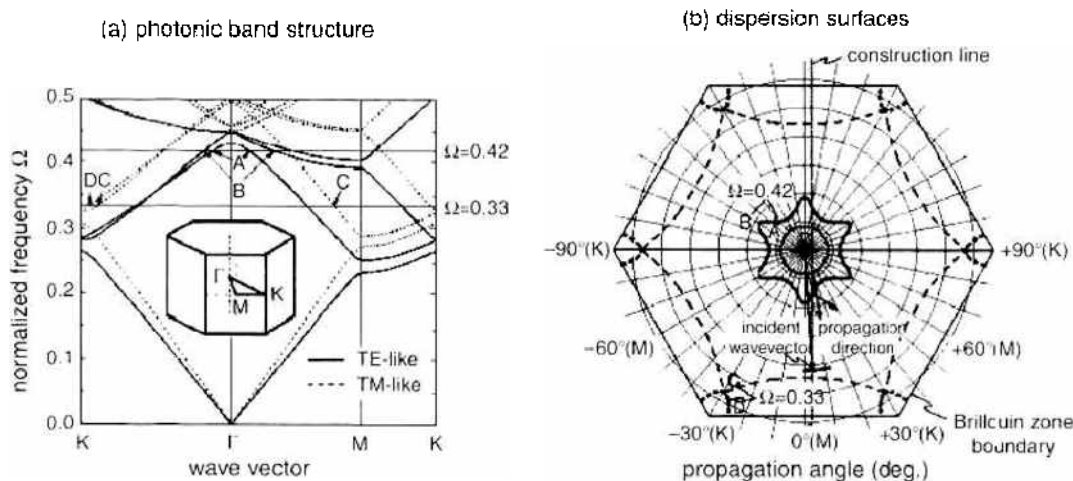 (a) photonic band structure
normalized frequency Ω
0.5
0.4
0.3
0.2
0.1
0.0
Ω=0.42
Ω=0.33
A
B
C
DC
Γ
K
M
TE-like
TM-like
K
Γ
M
K
wave vector
(b) dispersion surfaces
construction line
Ω=0.42
B
−90°(K)
+90°(K)
incident
wavevector
propagation
direction
−60°(M)
+60°(M)
Ω=0.33
D
Brillcuin zone
boundary
−30°(K)
0°(M)
+30°(K)
propagation angle (deg.)